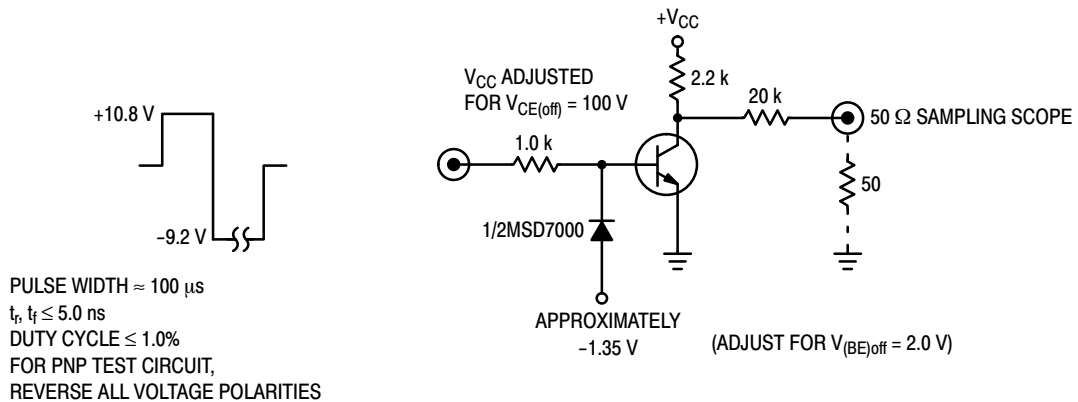 +10.8 V
−9.2 V
PULSE WIDTH ≈ 100 μs
tr, tf ≤ 5.0 ns
DUTY CYCLE ≤ 1.0%
FOR PNP TEST CIRCUIT,
REVERSE ALL VOLTAGE POLARITIES
VCC ADJUSTED
FOR VCE(off) = 100 V
+VCC
2.2 k
20 k
50 Ω SAMPLING SCOPE
1.0 k
50
1/2MSD7000
APPROXIMATELY
−1.35 V
(ADJUST FOR V(BE)off = 2.0 V)